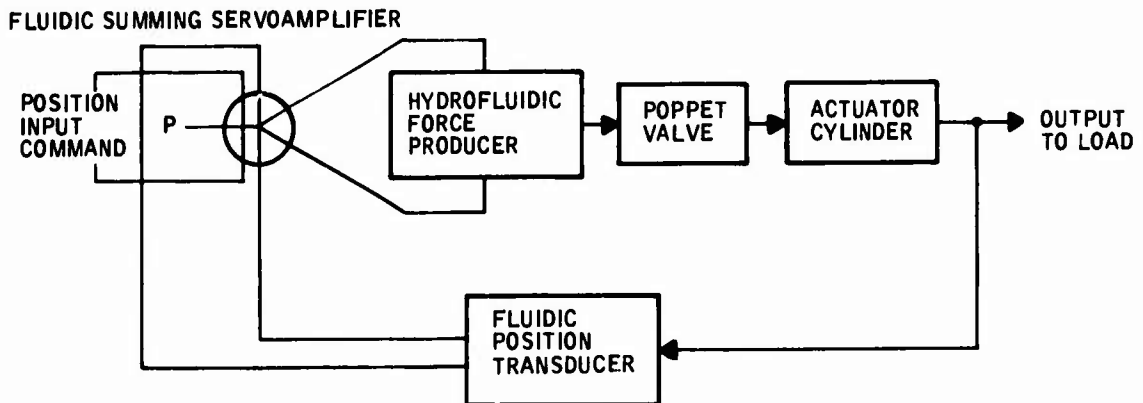 FLUIDIC SUMMING SERVOAMPLIFIER
POSITION
INPUT
COMMAND
P
HYDROFLUIDIC
FORCE
PRODUCER
POPPET
VALVE
ACTUATOR
CYLINDER
OUTPUT
TO LOAD
FLUIDIC
POSITION
TRANSDUCER